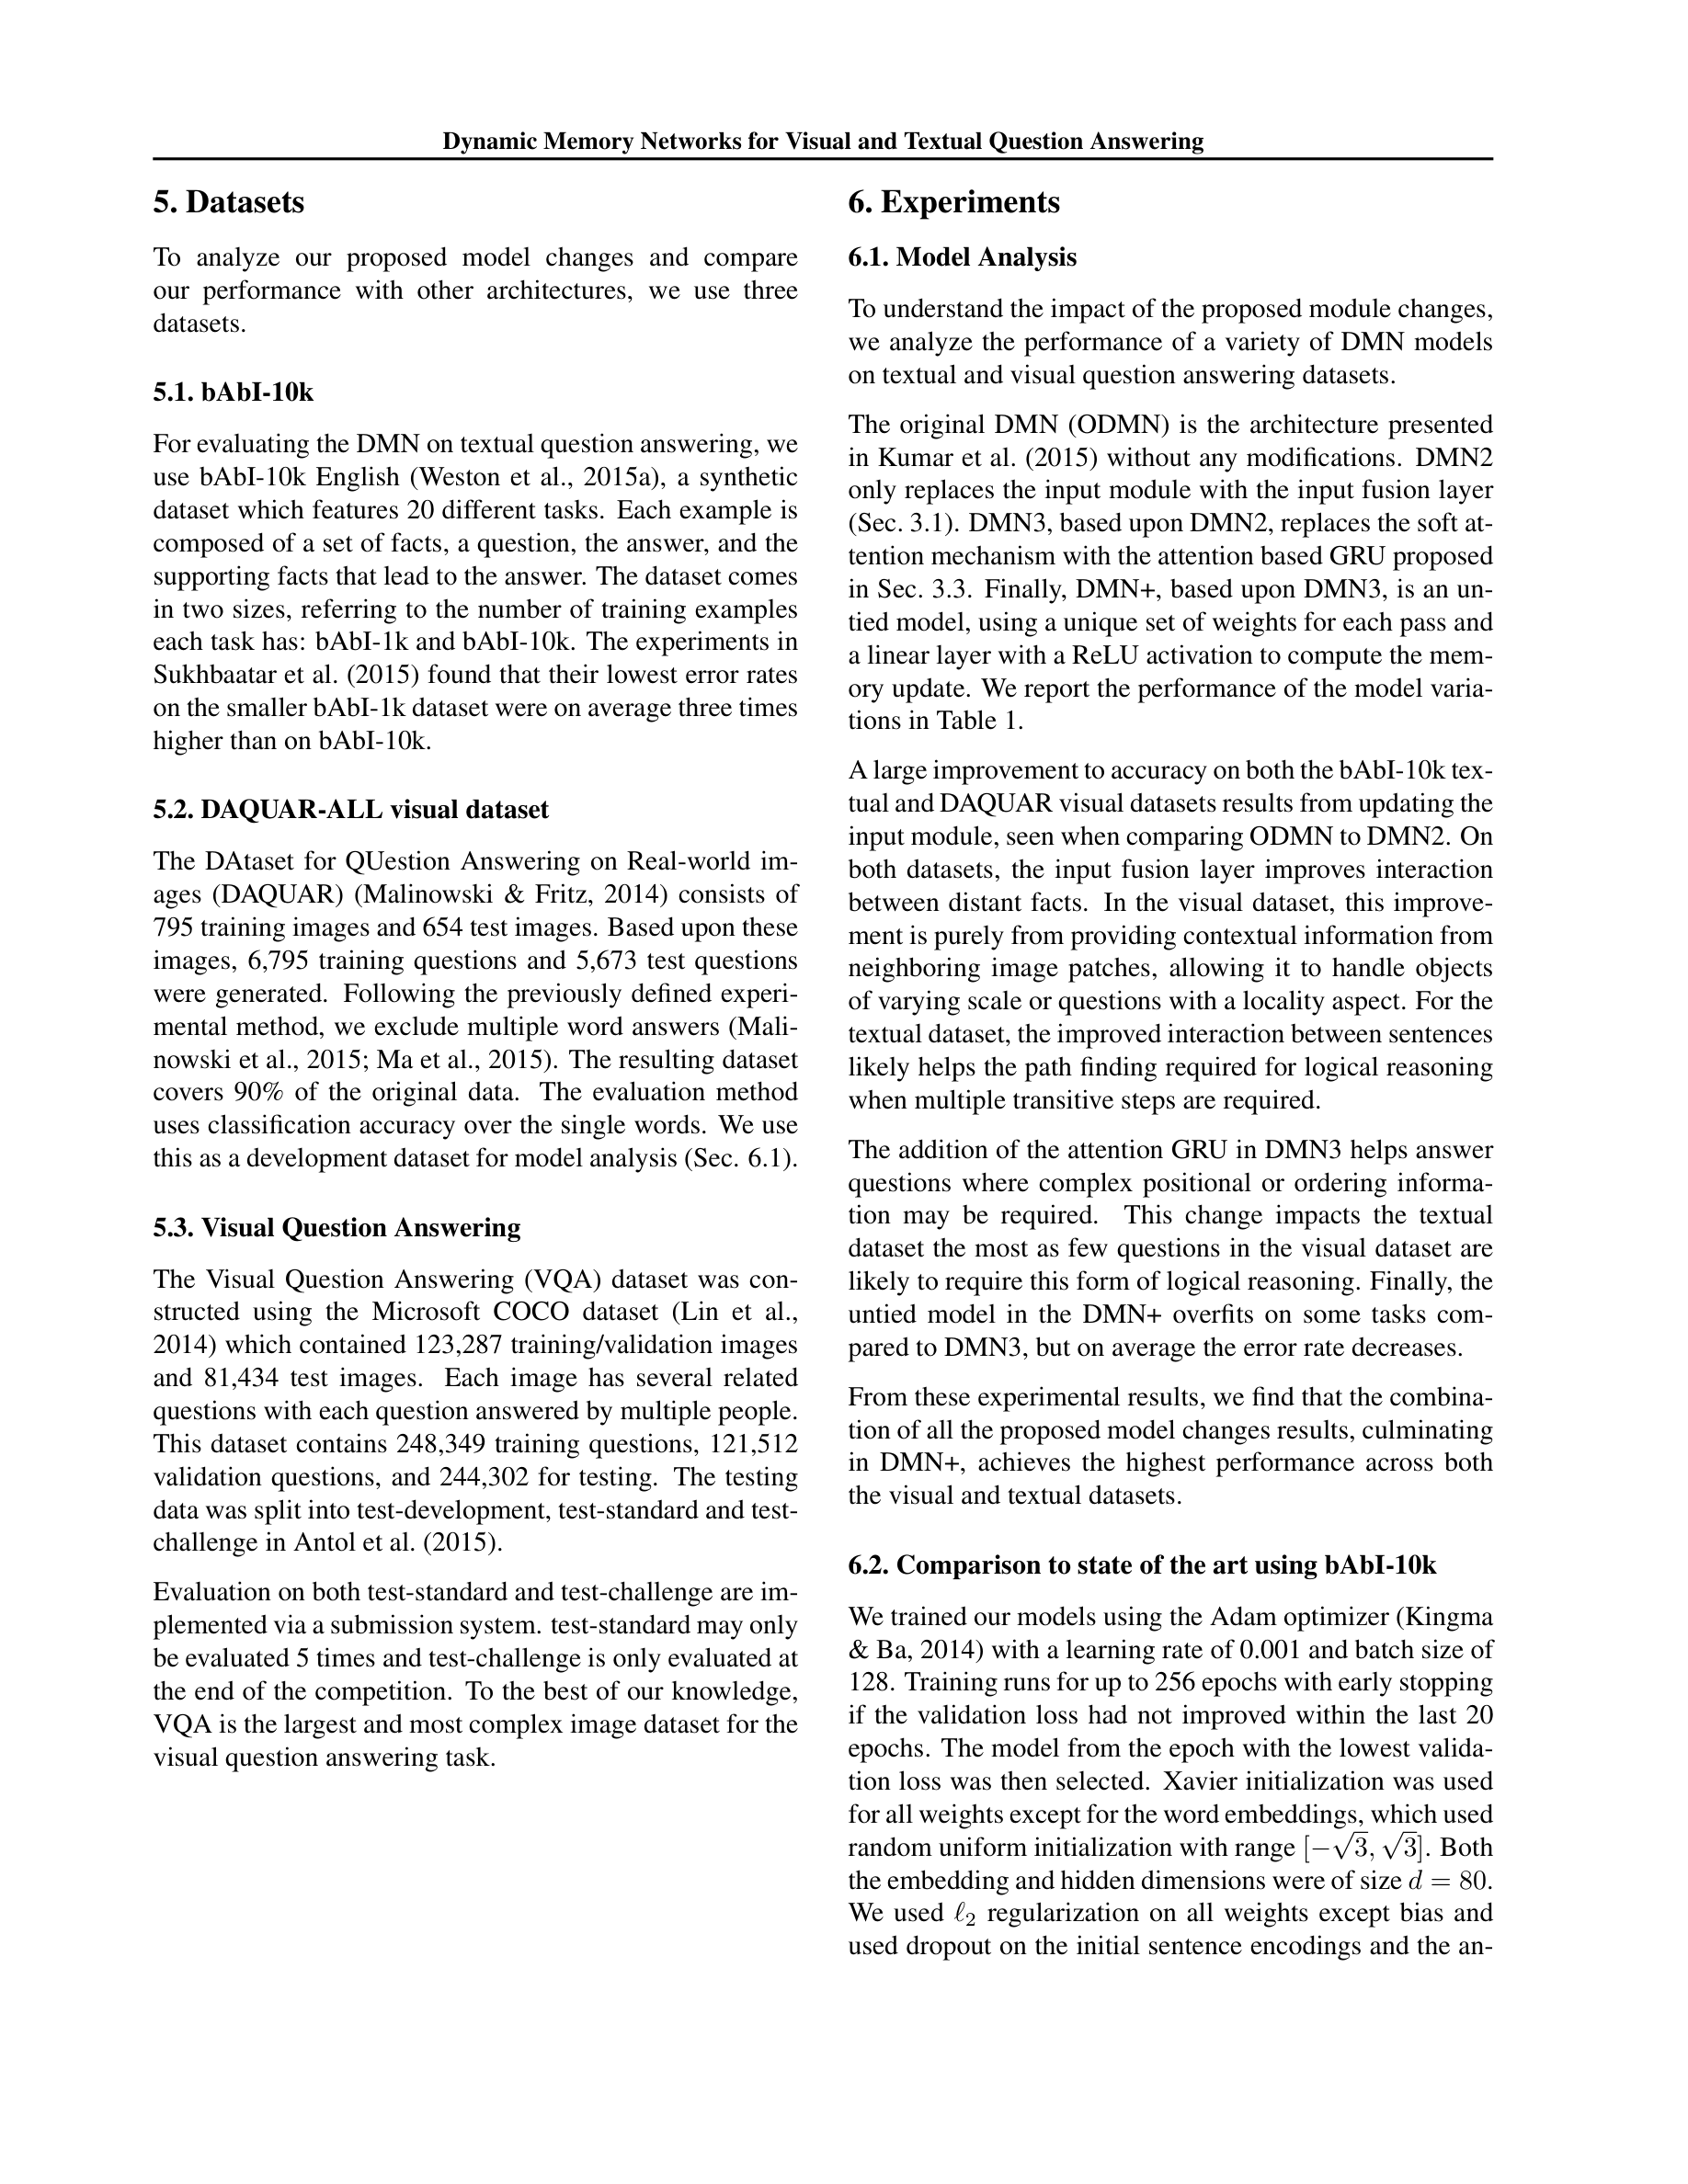 Dynamic Memory Networks for Visual and Textual Question Answering
5. Datasets
To analyze our proposed model changes and compare
our performance with other architectures, we use three
datasets.
5.1. bAbI-10k
For evaluating the DMN on textual question answering, we
use bAbI-10k English (Weston et al., 2015a), a synthetic
dataset which features 20 different tasks. Each example is
composed of a set of facts, a question, the answer, and the
supporting facts that lead to the answer. The dataset comes
in two sizes, referring to the number of training examples
each task has: bAbI-1k and bAbI-10k. The experiments in
Sukhbaatar et al. (2015) found that their lowest error rates
on the smaller bAbI-1k dataset were on average three times
higher than on bAbI-10k.
5.2. DAQUAR-ALL visual dataset
The DAtaset for QUestion Answering on Real-world im-
ages (DAQUAR) (Malinowski & Fritz, 2014) consists of
795 training images and 654 test images. Based upon these
images, 6,795 training questions and 5,673 test questions
were generated. Following the previously defined experi-
mental method, we exclude multiple word answers (Mali-
nowski et al., 2015; Ma et al., 2015). The resulting dataset
covers 90% of the original data. The evaluation method
uses classification accuracy over the single words. We use
this as a development dataset for model analysis (Sec. 6.1).
5.3. Visual Question Answering
The Visual Question Answering (VQA) dataset was con-
structed using the Microsoft COCO dataset (Lin et al.,
2014) which contained 123,287 training/validation images
and 81,434 test images. Each image has several related
questions with each question answered by multiple people.
This dataset contains 248,349 training questions, 121,512
validation questions, and 244,302 for testing. The testing
data was split into test-development, test-standard and test-
challenge in Antol et al. (2015).
Evaluation on both test-standard and test-challenge are im-
plemented via a submission system. test-standard may only
be evaluated 5 times and test-challenge is only evaluated at
the end of the competition. To the best of our knowledge,
VQA is the largest and most complex image dataset for the
visual question answering task.
6. Experiments
6.1. Model Analysis
To understand the impact of the proposed module changes,
we analyze the performance of a variety of DMN models
on textual and visual question answering datasets.
The original DMN (ODMN) is the architecture presented
in Kumar et al. (2015) without any modifications. DMN2
only replaces the input module with the input fusion layer
(Sec. 3.1). DMN3, based upon DMN2, replaces the soft at-
tention mechanism with the attention based GRU proposed
in Sec. 3.3. Finally, DMN+, based upon DMN3, is an un-
tied model, using a unique set of weights for each pass and
a linear layer with a ReLU activation to compute the mem-
ory update. We report the performance of the model varia-
tions in Table 1.
A large improvement to accuracy on both the bAbI-10k tex-
tual and DAQUAR visual datasets results from updating the
input module, seen when comparing ODMN to DMN2. On
both datasets, the input fusion layer improves interaction
between distant facts. In the visual dataset, this improve-
ment is purely from providing contextual information from
neighboring image patches, allowing it to handle objects
of varying scale or questions with a locality aspect. For the
textual dataset, the improved interaction between sentences
likely helps the path finding required for logical reasoning
when multiple transitive steps are required.
The addition of the attention GRU in DMN3 helps answer
questions where complex positional or ordering informa-
tion may be required. This change impacts the textual
dataset the most as few questions in the visual dataset are
likely to require this form of logical reasoning. Finally, the
untied model in the DMN+ overfits on some tasks com-
pared to DMN3, but on average the error rate decreases.
From these experimental results, we find that the combina-
tion of all the proposed model changes results, culminating
in DMN+, achieves the highest performance across both
the visual and textual datasets.
6.2. Comparison to state of the art using bAbI-10k
We trained our models using the Adam optimizer (Kingma
& Ba, 2014) with a learning rate of 0.001 and batch size of
128. Training runs for up to 256 epochs with early stopping
if the validation loss had not improved within the last 20
epochs. The model from the epoch with the lowest valida-
tion loss was then selected. Xavier initialization was used
for all weights except for the word embeddings, which used
random uniform initialization with range [−√3, √3]. Both
the embedding and hidden dimensions were of size d = 80.
We used ℓ2 regularization on all weights except bias and
used dropout on the initial sentence encodings and the an-